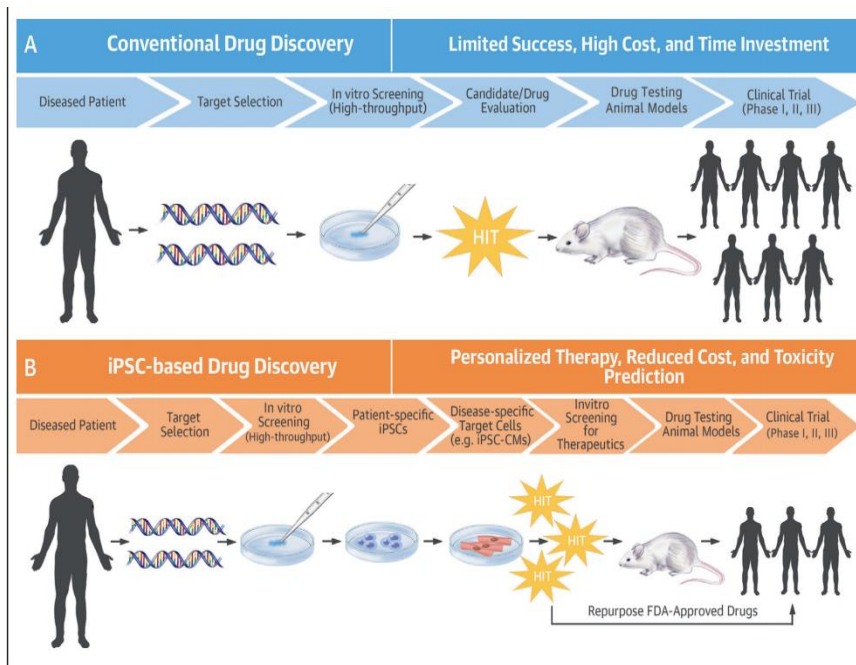 A
Conventional Drug Discovery
Limited Success, High Cost, and Time Investment
Diseased Patient
Target Selection
In vitro Screening
(High-throughput)
Candidate/Drug
Evaluation
Drug Testing
Animal Models
Clinical Trial
(Phase I, II, III)
HIT
B
iPSC-based Drug Discovery
Personalized Therapy, Reduced Cost, and Toxicity
Prediction
Diseased Patient
Target
Selection
In vitro
Screening
(High-throughput)
Patient-specific
iPSCs
Disease-specific
Target Cells
(e.g. iPSC-CMs)
Invitro
Screening
for
Therapeutics
Drug Testing
Animal Models
Clinical Trial
(Phase I, II, III)
HIT
HIT
HIT
Repurpose FDA-Approved Drugs